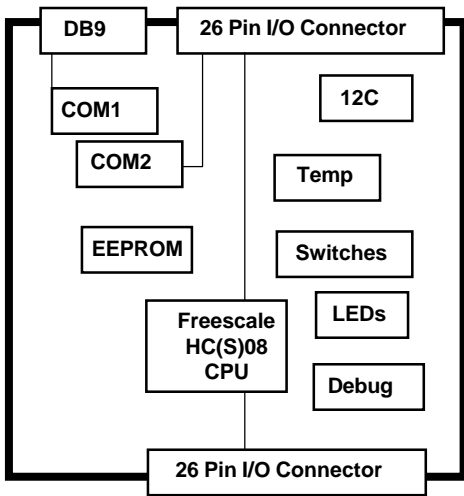 DB9
26 Pin I/O Connector
COM1
12C
COM2
Temp
EEPROM
Switches
Freescale
HC(S)08
CPU
LEDs
Debug
26 Pin I/O Connector